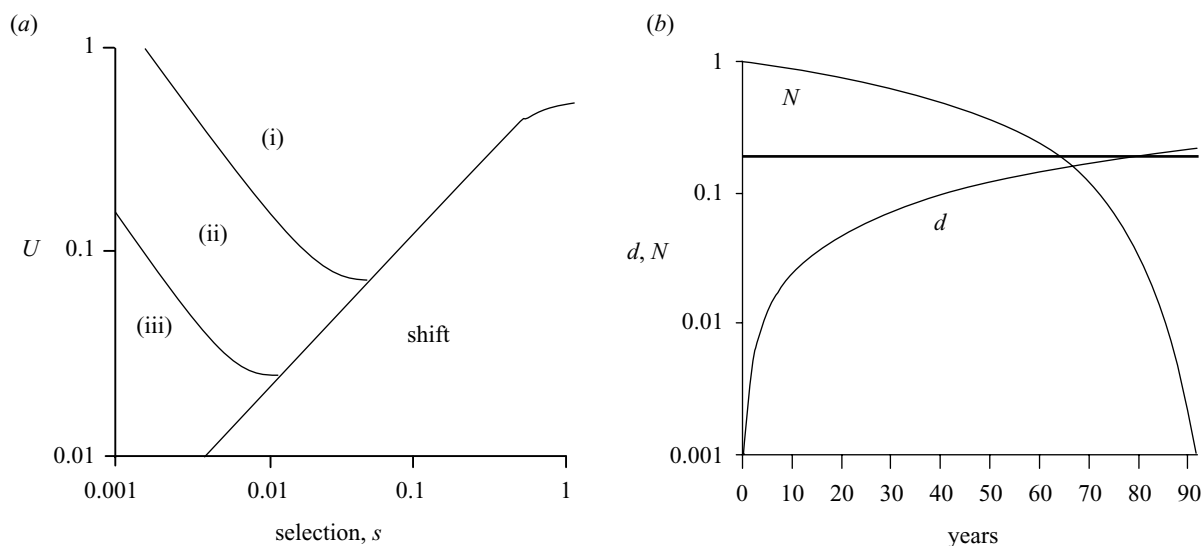 (a)
1
(i)
(ii)
U
0.1
(iii)
shift
0.01
0.001
0.01
0.1
1
selection, s
(b)
1
N
0.1
d
d, N
0.01
0.001
0 10 20 30 40 50 60 70 80 90
years